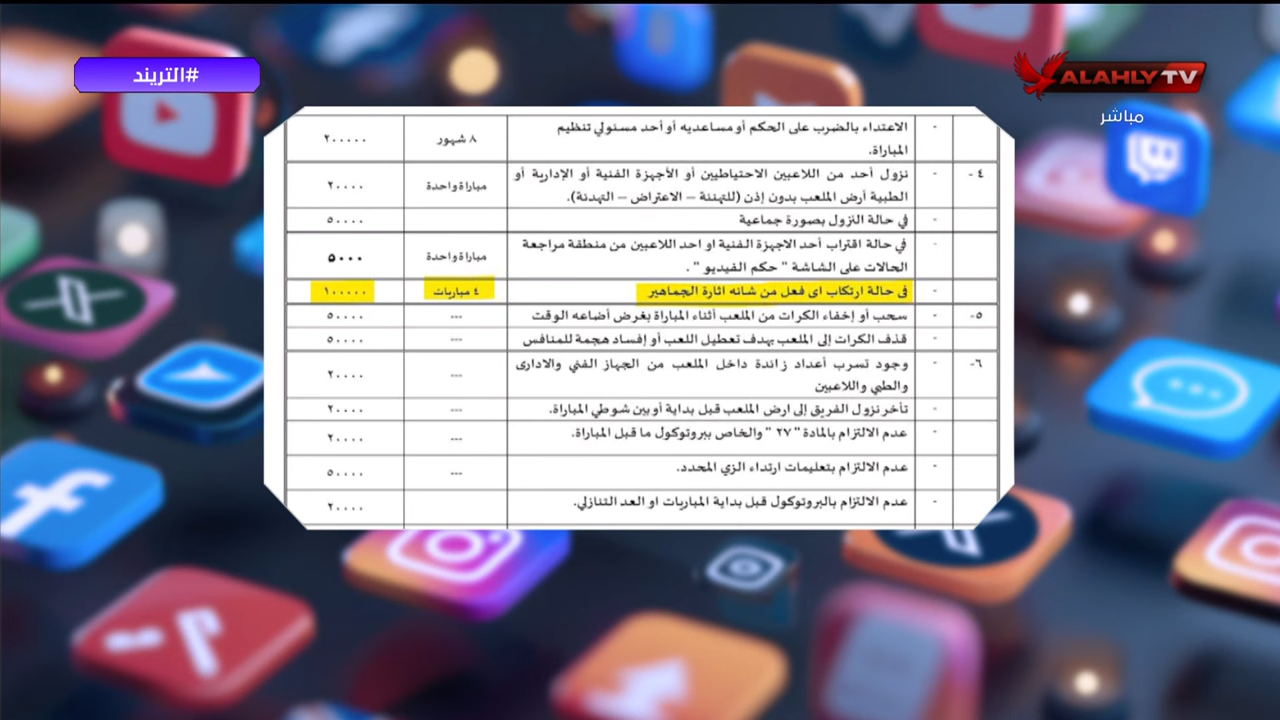 #التريند
ALAHLY TV
مباشر
- الاعتداء بالضرب على الحكم أو مساعديه أو أحد مسئولي تنظيم ٨ شهور ٢٠٠٠٠٠
المباراة.
٤- - نزول أحد من اللاعبين الاحتياطيين أو الأجهزة الفنية أو الإدارية أو مباراة واحدة ٢٠٠٠٠
الطبية أرض الملعب بدون إذن (للتهنئة – الاعتراض – التهدئة).
- في حالة النزول بصورة جماعية ٥٠٠٠٠
- في حالة اقتراب أحد الاجهزة الفنية او احد اللاعبين من منطقة مراجعة مباراة واحدة ٥٠٠٠
الحالات على الشاشة " حكم الفيديو " .
- فى حالة ارتكاب اى فعل من شانه اثارة الجماهير ٤ مباريات ١٠٠٠٠٠
٥- - سحب أو إخفاء الكرات من الملعب أثناء المباراة بغرض أضاعه الوقت --- ٥٠٠٠٠
- قذف الكرات إلى الملعب بهدف تعطيل اللعب أو إفساد هجمة للمنافس --- ٥٠٠٠٠
٦- - وجود تسرب أعداد زائدة داخل الملعب من الجهاز الفني والادارى --- ٢٠٠٠٠
والطبي واللاعبين
- تأخر نزول الفريق إلى ارض الملعب قبل بداية أو بين شوطي المباراة. --- ٢٠٠٠٠
- عدم الالتزام بالمادة " ٢٧ " والخاص ببروتوكول ما قبل المباراة. --- ٢٠٠٠٠
- عدم الالتزام بتعليمات ارتداء الزي المحدد. --- ٥٠٠٠٠
- عدم الالتزام بالبروتوكول قبل بداية المباريات او العد التنازلي. ٢٠٠٠٠